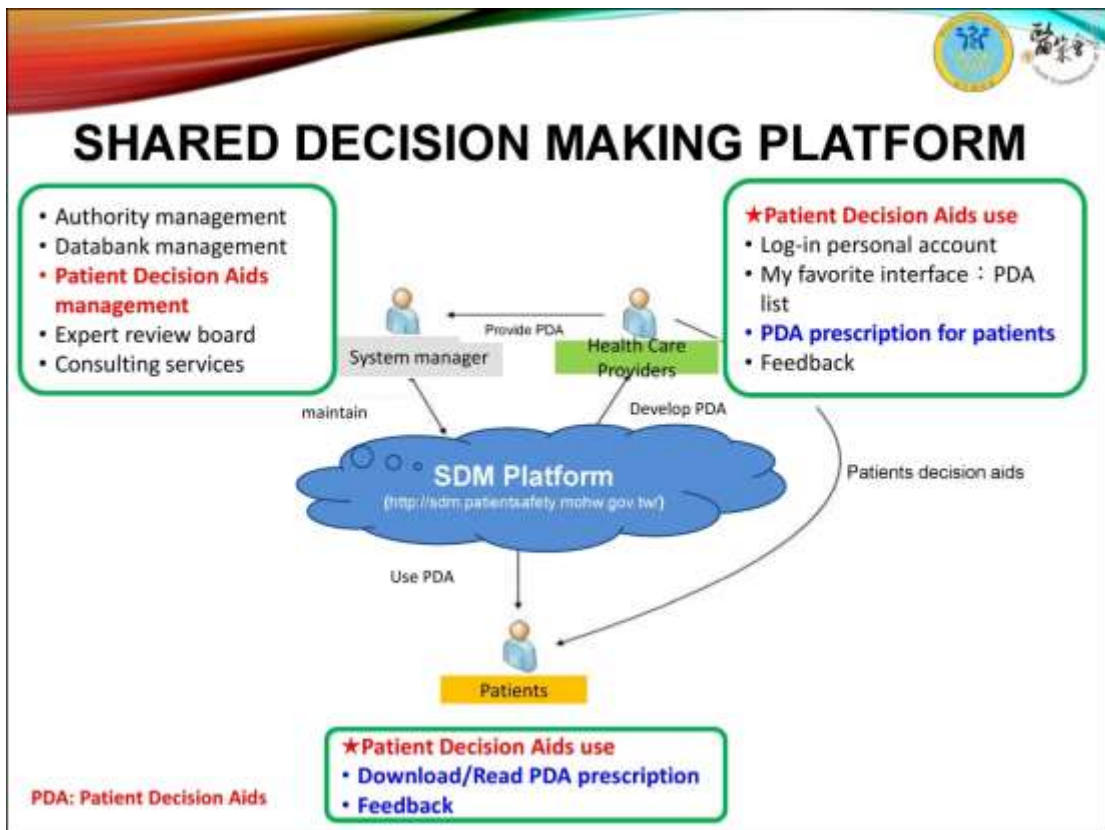 醫策會
SHARED DECISION MAKING PLATFORM
• Authority management
• Databank management
• Patient Decision Aids
management
• Expert review board
• Consulting services
★Patient Decision Aids use
• Log-in personal account
• My favorite interface：PDA
list
• PDA prescription for patients
• Feedback
Provide PDA
System manager
Health Care
Providers
maintain
Develop PDA
SDM Platform
(http://sdm.patientsafety.mohw.gov.tw/)
Patients decision aids
Use PDA
Patients
★Patient Decision Aids use
• Download/Read PDA prescription
• Feedback
PDA: Patient Decision Aids